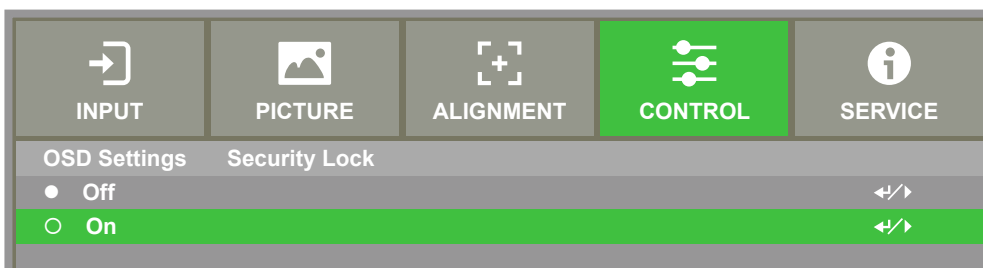 INPUT PICTURE ALIGNMENT CONTROL SERVICE
OSD Settings Security Lock
Off
On